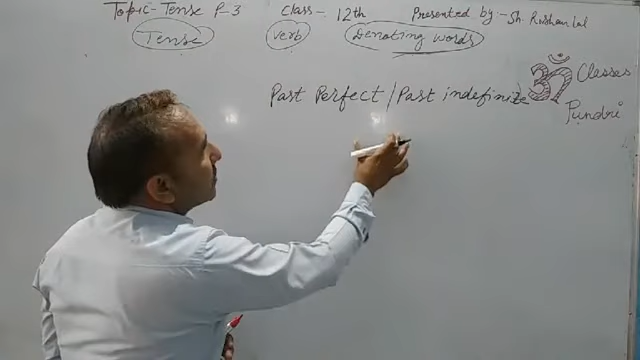 Topic-Tense P-3 Class- 12th Presented by- Sh. Rushan Lal
Tense verb Denoting words
ॐ Classes
Past Perfect / Past indefinite
Pundri